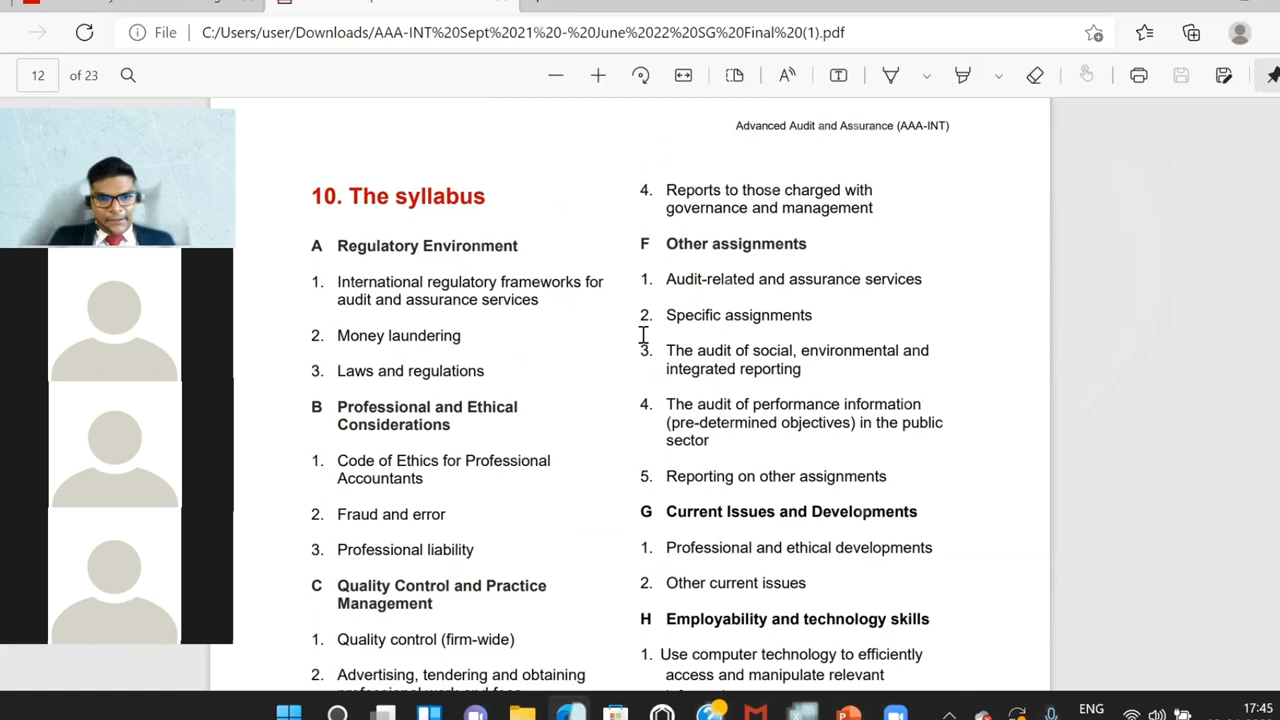 File
C:/Users/user/Downloads/AAA-INT%20Sept%2021%20-%20June%2022%20SG%20Final%20(1).pdf
12
of 23
Advanced Audit and Assurance (AAA-INT)
10. The syllabus
A Regulatory Environment
1. International regulatory frameworks for
audit and assurance services
2. Money laundering
3. Laws and regulations
B Professional and Ethical
Considerations
1. Code of Ethics for Professional
Accountants
2. Fraud and error
3. Professional liability
C Quality Control and Practice
Management
1. Quality control (firm-wide)
2. Advertising, tendering and obtaining
professional work and fees
4. Reports to those charged with
governance and management
F Other assignments
1. Audit-related and assurance services
2. Specific assignments
3. The audit of social, environmental and
integrated reporting
4. The audit of performance information
(pre-determined objectives) in the public
sector
5. Reporting on other assignments
G Current Issues and Developments
1. Professional and ethical developments
2. Other current issues
H Employability and technology skills
1. Use computer technology to efficiently
access and manipulate relevant
ENG
17:45